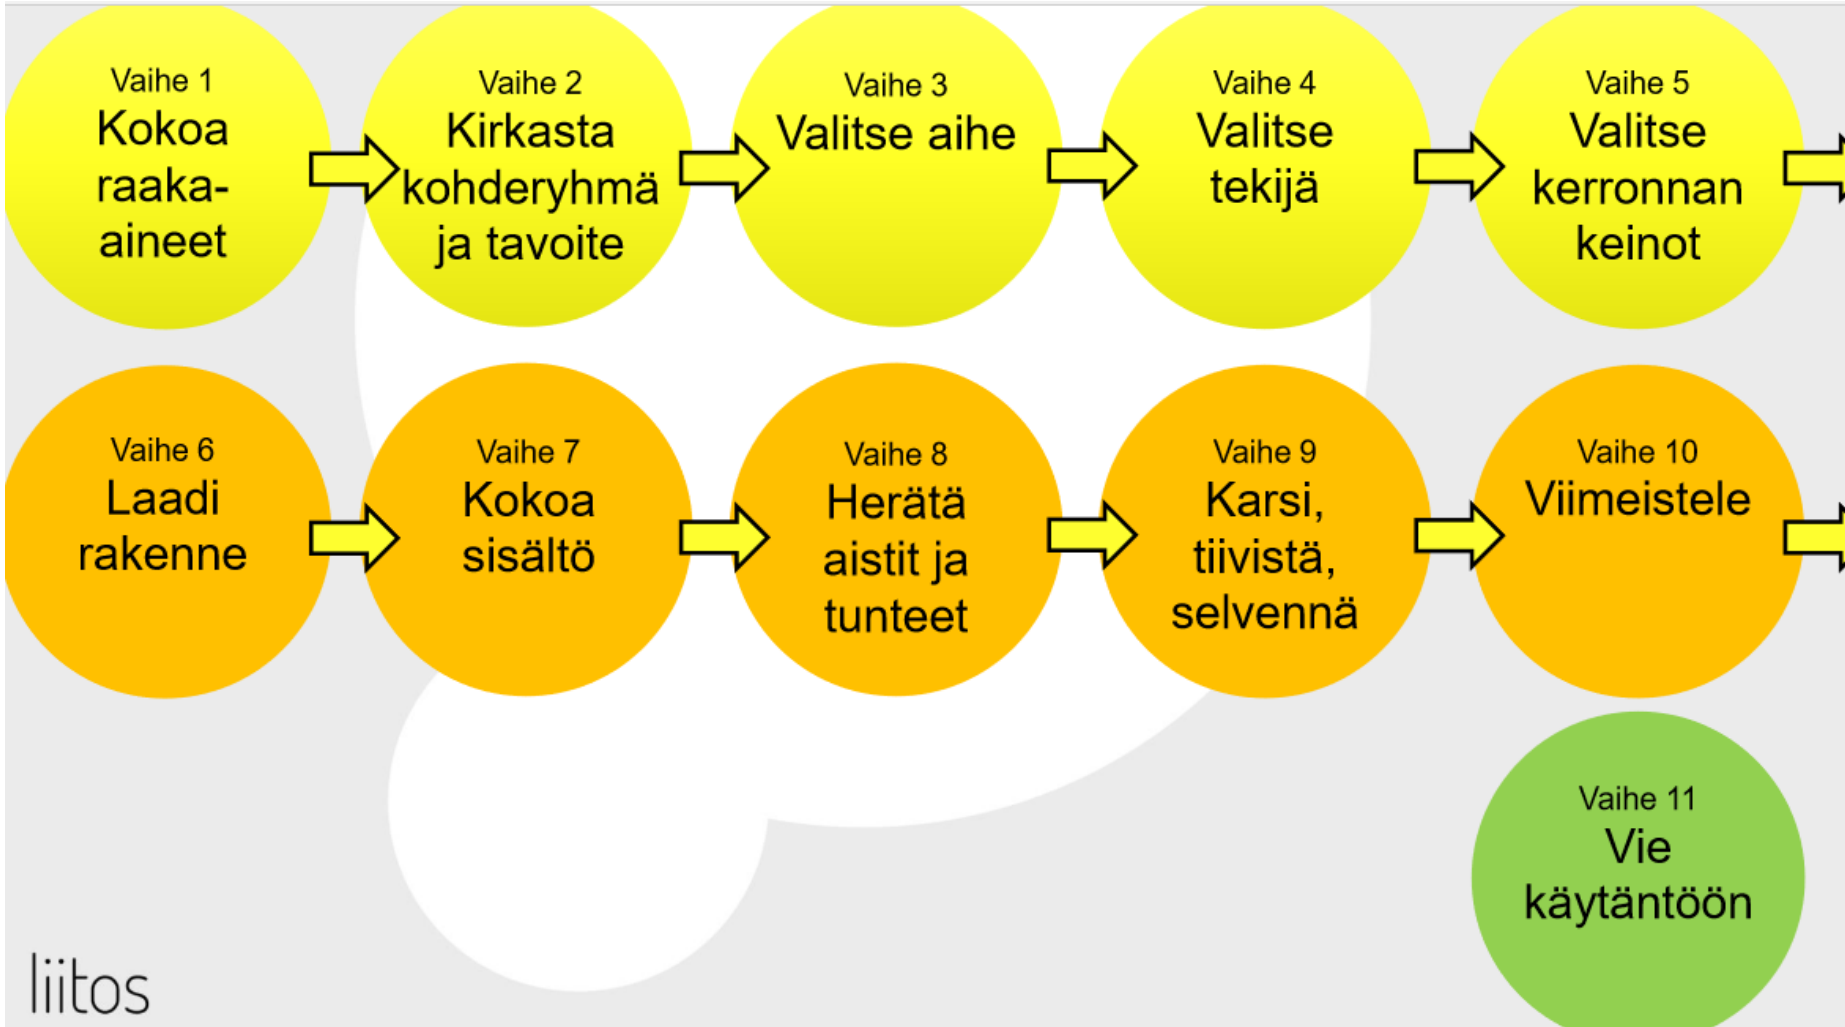 Vaihe 1
Kokoa
raaka-
aineet
Vaihe 2
Kirkasta
kohderyhmä
ja tavoite
Vaihe 3
Valitse aihe
Vaihe 4
Valitse
tekijä
Vaihe 5
Valitse
kerronnan
keinot
Vaihe 6
Laadi
rakenne
Vaihe 7
Kokoa
sisältö
Vaihe 8
Herätä
aistit ja
tunteet
Vaihe 9
Karsi,
tiivistä,
selvennä
Vaihe 10
Viimeistele
Vaihe 11
Vie
käytäntöön
liitos